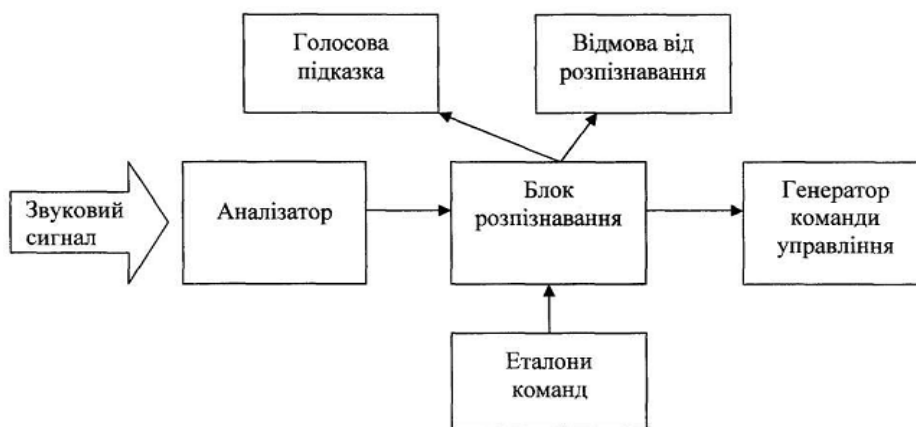 Голосова
підказка
Відмова від
розпізнавання
Звуковий
сигнал
Аналізатор
Блок
розпізнавання
Генератор
команди
управління
Еталони
команд